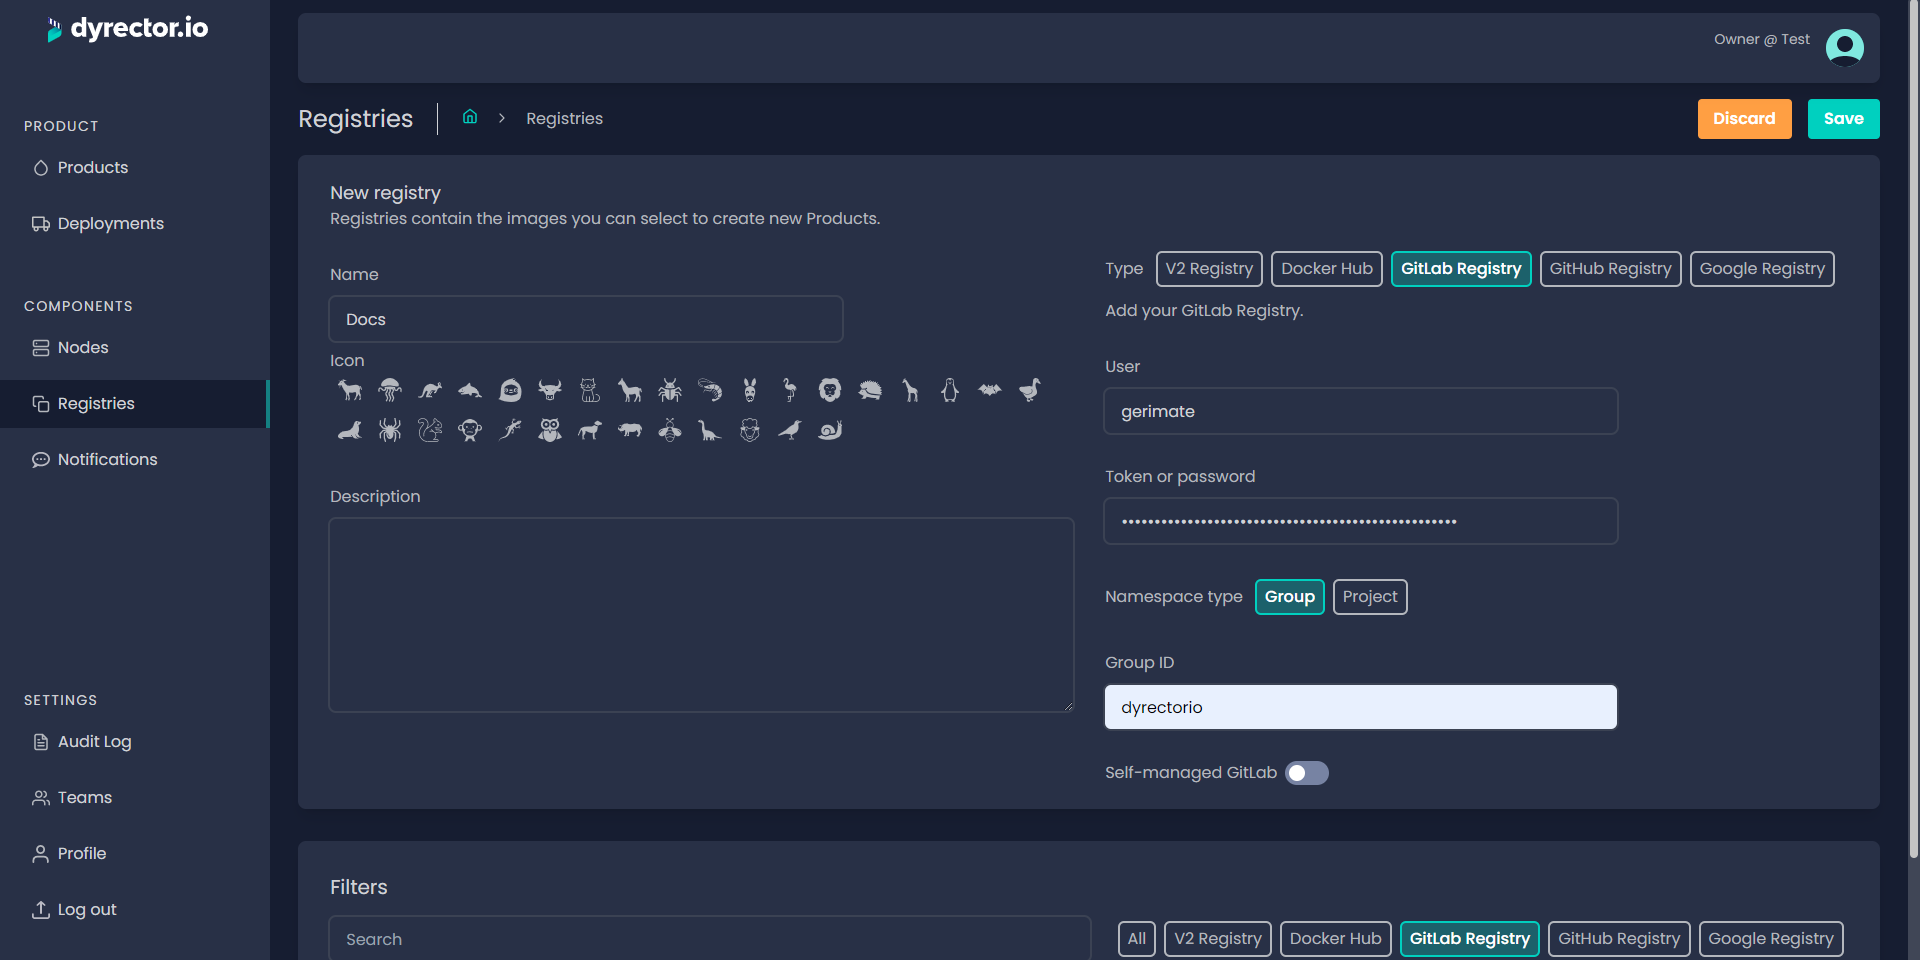 dyrector.io
PRODUCT
Products
Deployments
COMPONENTS
Nodes
Registries
Notifications
SETTINGS
Audit Log
Teams
Profile
Log out
Owner @ Test
Registries
Registries
Discard
Save
New registry
Registries contain the images you can select to create new Products.
Name
Docs
Icon
Description
Type V2 Registry Docker Hub GitLab Registry GitHub Registry Google Registry
Add your GitLab Registry.
User
gerimate
Token or password
••••••••••••••••••••••••••••••••••••••••••••••••••
Namespace type Group Project
Group ID
dyrectorio
Self-managed GitLab
Filters
Search
All V2 Registry Docker Hub GitLab Registry GitHub Registry Google Registry